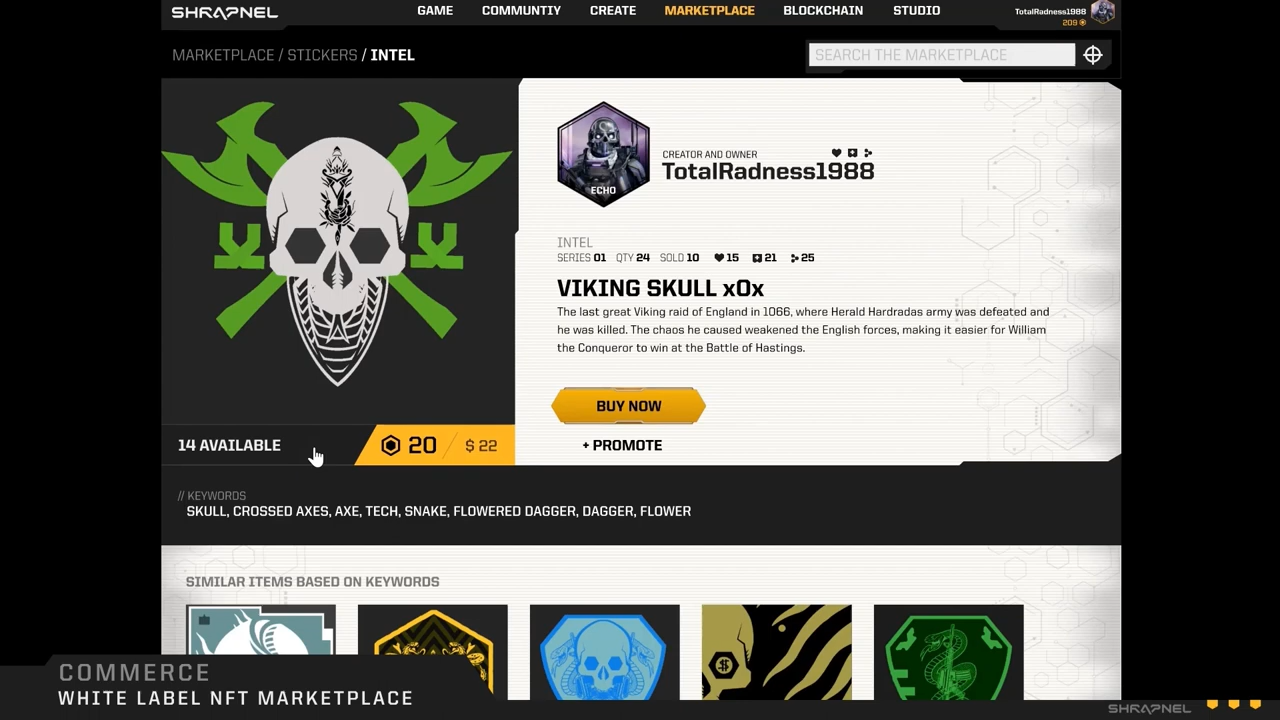 SHRAPNEL
GAME COMMUNTIY CREATE MARKETPLACE BLOCKCHAIN STUDIO
TotalRadness1988
209
MARKETPLACE / STICKERS / INTEL
SEARCH THE MARKETPLACE
ECHO
CREATOR AND OWNER
TotalRadness1988
INTEL
SERIES 01 QTY 24 SOLD 10 15 21 25
VIKING SKULL xOx
The last great Viking raid of England in 1066, where Herald Hardradas army was defeated and
he was killed. The chaos he caused weakened the English forces, making it easier for William
the Conqueror to win at the Battle of Hastings.
BUY NOW
+ PROMOTE
14 AVAILABLE
20 / $ 22
// KEYWORDS
SKULL, CROSSED AXES, AXE, TECH, SNAKE, FLOWERED DAGGER, DAGGER, FLOWER
SIMILAR ITEMS BASED ON KEYWORDS
$
COMMERCE
WHITE LABEL NFT MARKETPLACE
SHRAPNEL